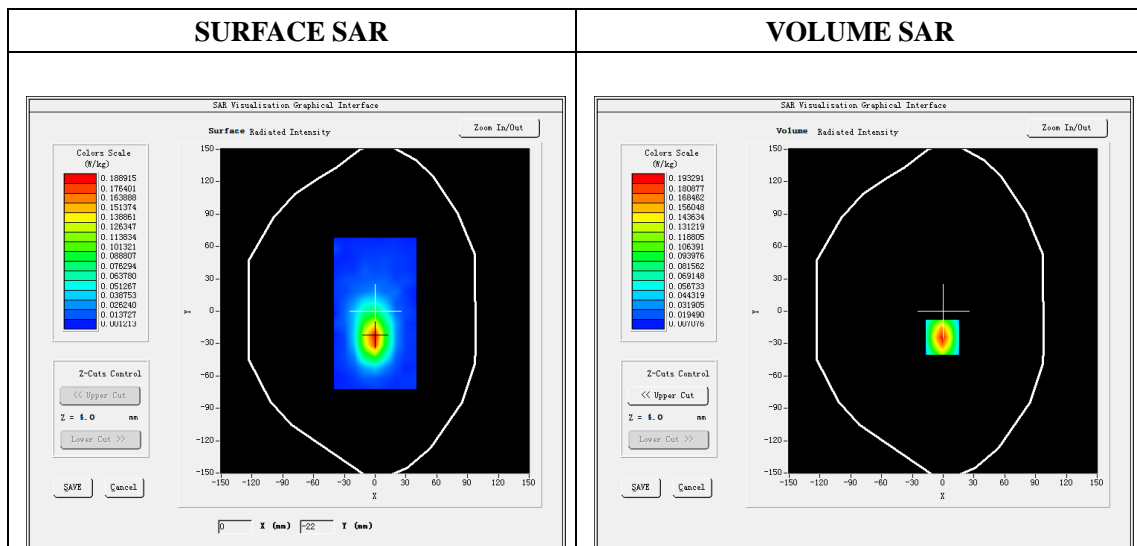 SURFACE SAR
VOLUME SAR
SAR Visualisation Graphical Interface
Surface Radiated Intensity
Zoom In/Out
Colors Scale
(W/kg)
0.188915
0.176401
0.163888
0.151374
0.138861
0.126347
0.113834
0.101321
0.088807
0.076294
0.063780
0.051267
0.038753
0.026240
0.013727
0.001213
150
120
90
60
30
0
-30
-60
-90
-120
-150
Y
-150 -120 -90 -60 -30 0 30 60 90 120 150
X
Z-Cuts Control
<< Upper Cut
Z = 4.0 mm
Lower Cut >>
SAVE Cancel
0 X (mm) -22 Y (mm)
SAR Visualisation Graphical Interface
Volume Radiated Intensity
Zoom In/Out
Colors Scale
(W/kg)
0.193291
0.180877
0.168462
0.156048
0.143634
0.131219
0.118805
0.106391
0.093976
0.081562
0.069148
0.056733
0.044319
0.031905
0.019490
0.007076
150
120
90
60
30
0
-30
-60
-90
-120
-150
Y
-150 -120 -90 -60 -30 0 30 60 90 120 150
X
Z-Cuts Control
<< Upper Cut
Z = 4.0 mm
Lower Cut >>
SAVE Cancel